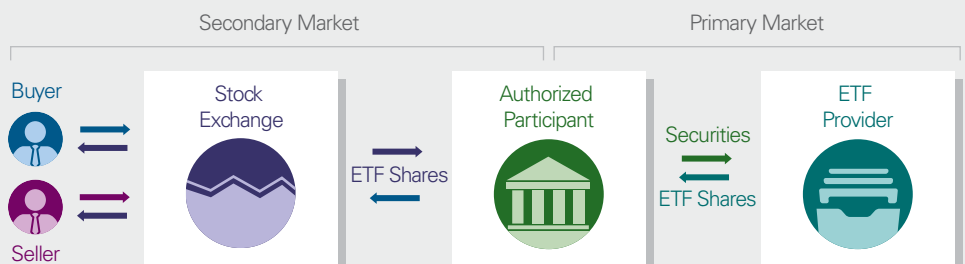 Secondary Market
Primary Market
Buyer
Seller
Stock
Exchange
ETF Shares
Authorized
Participant
Securities
ETF Shares
ETF
Provider